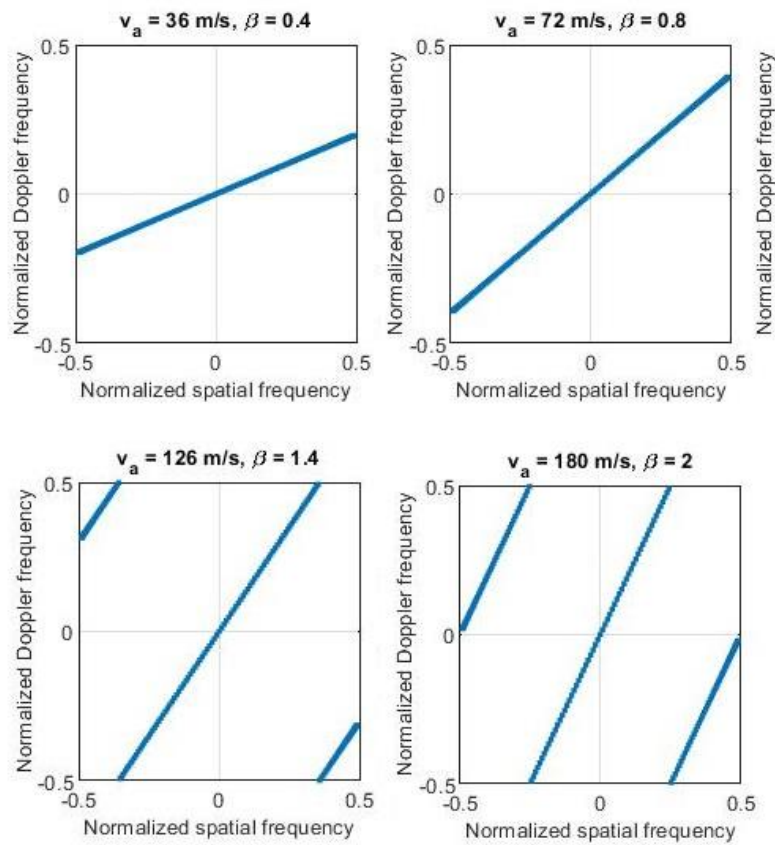 v_a = 36 m/s, β = 0.4
0.5
0
-0.5
-0.5 0 0.5
Normalized Doppler frequency
Normalized spatial frequency
v_a = 72 m/s, β = 0.8
0.5
0
-0.5
-0.5 0 0.5
Normalized Doppler frequency
Normalized spatial frequency
Normalized Doppler frequency
v_a = 126 m/s, β = 1.4
0.5
0
-0.5
-0.5 0 0.5
Normalized Doppler frequency
Normalized spatial frequency
v_a = 180 m/s, β = 2
0.5
0
-0.5
-0.5 0 0.5
Normalized Doppler frequency
Normalized spatial frequency